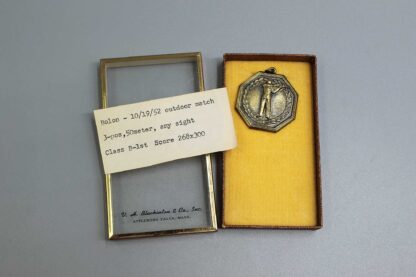 Bolco - 10/19/52 outdoor match
3-pos,50meter, any sight
Class B-1st Score 268x300
V. H. Blackinton & Co., Inc.
ATTLEBORO FALLS, MASS.